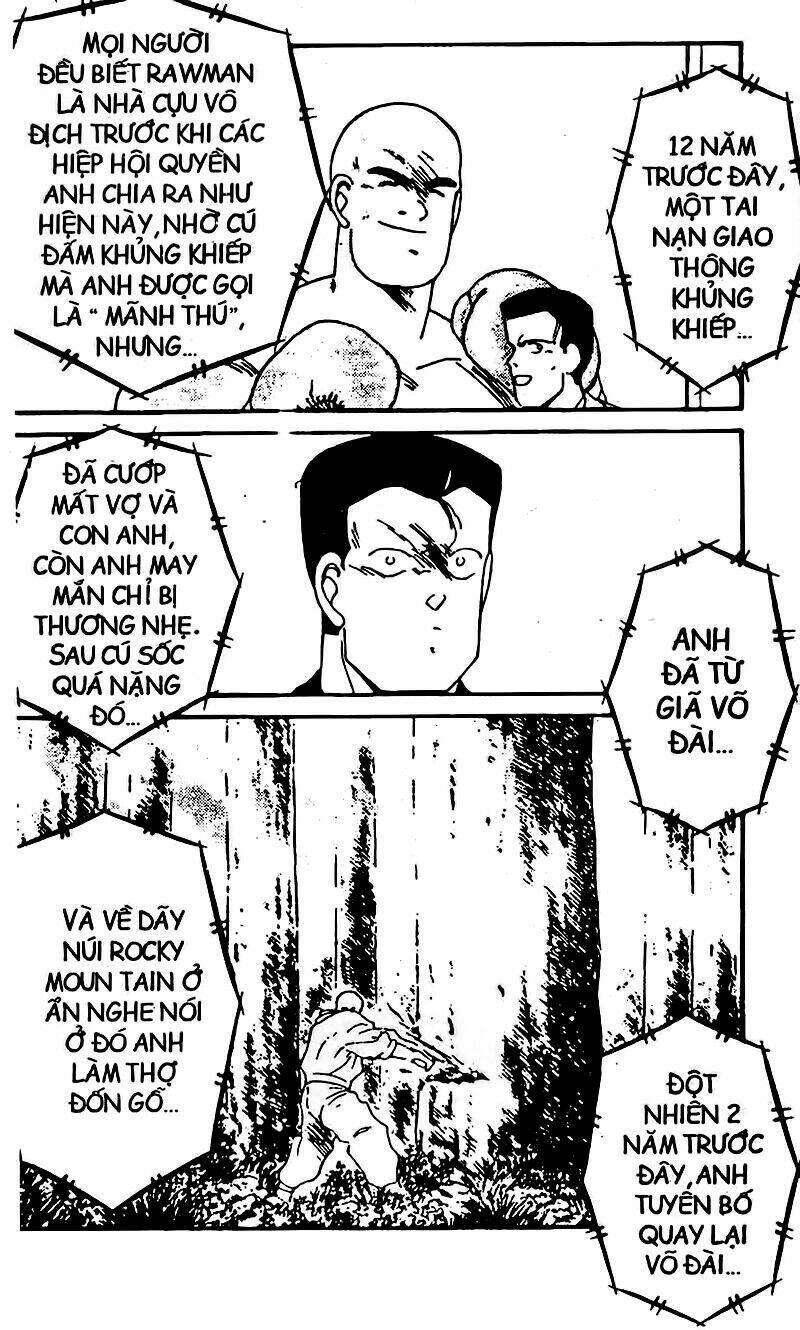 MỌI NGƯỜI
ĐỀU BIẾT RAWMAN
LÀ NHÀ CỰU VÔ
ĐỊCH TRƯỚC KHI CÁC
HIỆP HỘI QUYỀN
ANH CHIA RA NHƯ
HIỆN NÀY, NHỜ CÚ
ĐẤM KHỦNG KHIẾP
MÀ ANH ĐƯỢC GỌI
LÀ " MÃNH THÚ",
NHƯNG...
12 NĂM
TRƯỚC ĐÂY,
MỘT TAI
NẠN GIAO
THÔNG
KHỦNG
KHIẾP...
ĐÃ CƯỚP
MẤT VỢ VÀ
CON ANH,
CÒN ANH MAY
MẮN CHỈ BỊ
THƯƠNG NHẸ.
SAU CÚ SỐC
QUÁ NẶNG
ĐÓ...
ANH
ĐÃ TỪ
GIÃ VÕ
ĐÀI...
VÀ VỀ DÃY
NÚI ROCKY
MOUN TAIN Ở
ẨN NGHE NÓI
Ở ĐÓ ANH
LÀM THỢ
ĐỐN GỖ...
ĐỘT
NHIÊN 2
NĂM TRƯỚC
ĐÂY, ANH
TUYÊN BỐ
QUAY LẠI
VÕ ĐÀI...